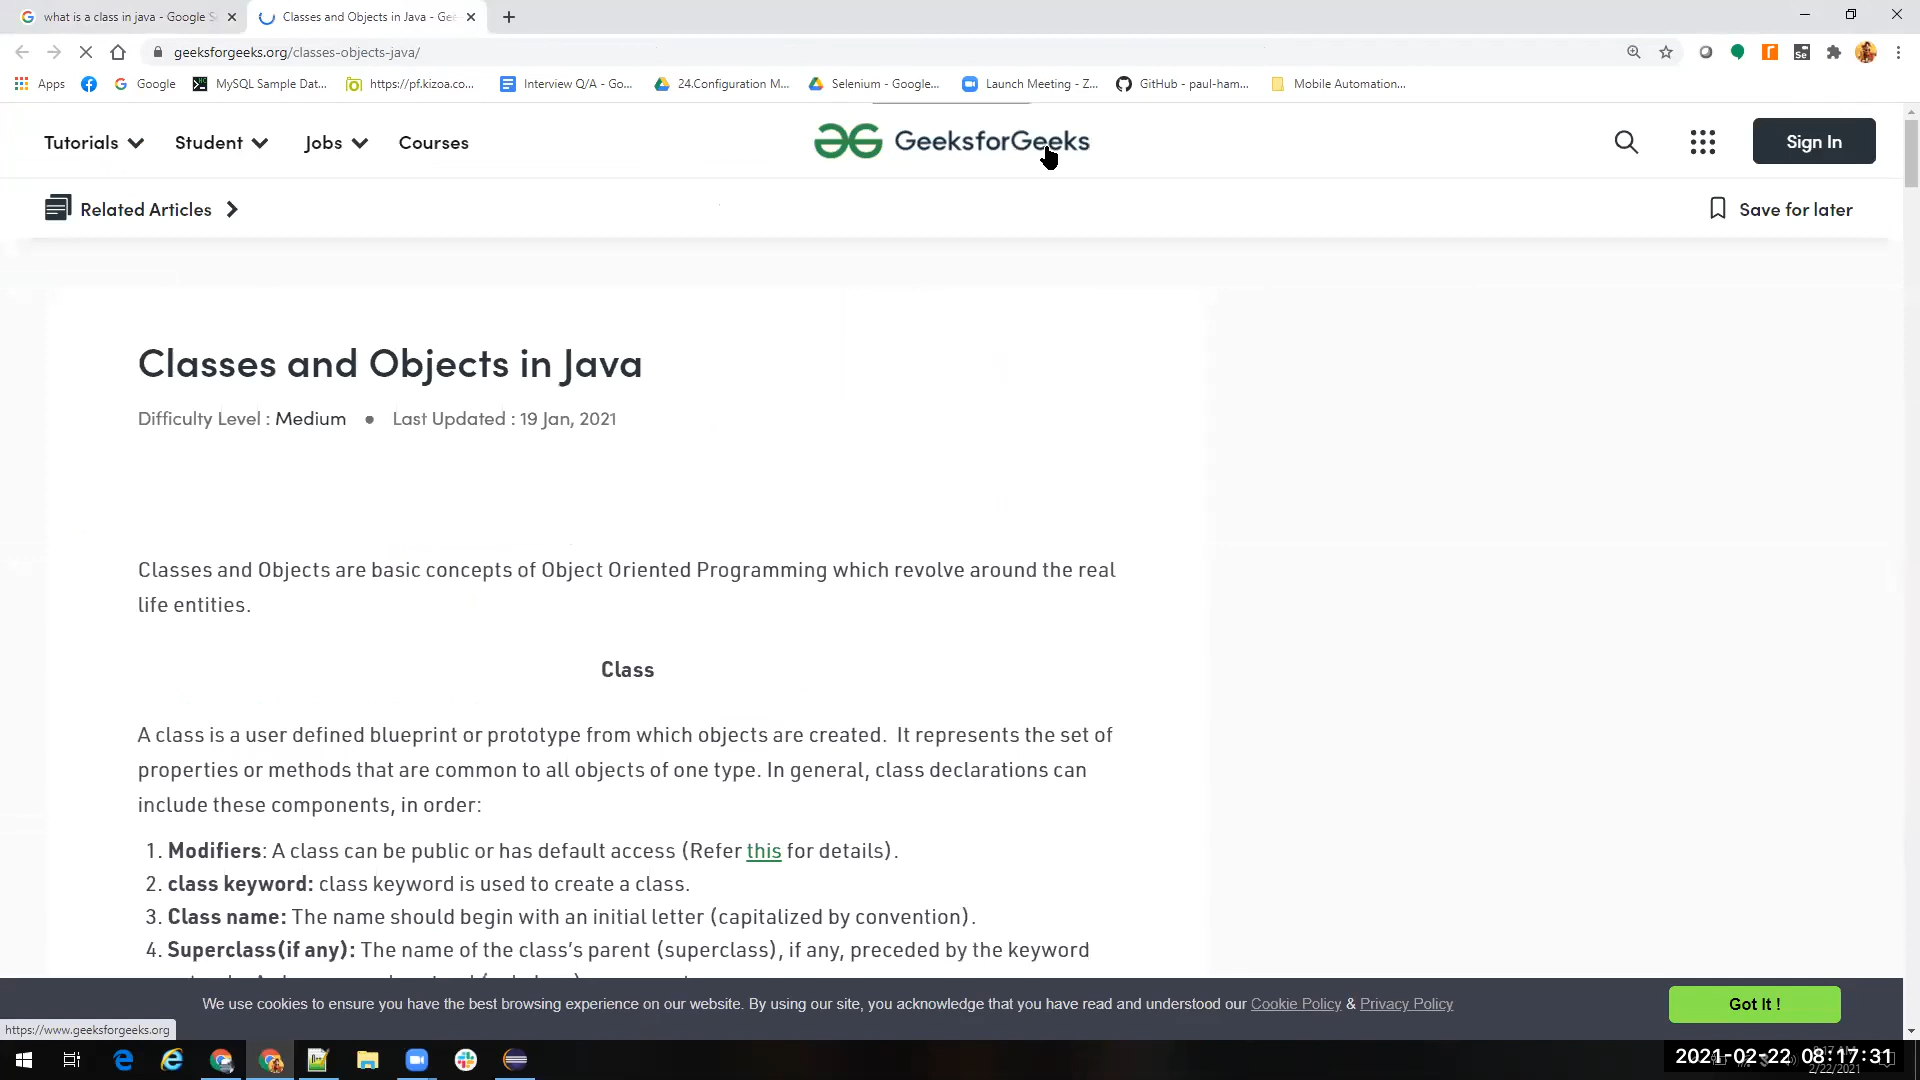 what is a class in java - Google S
Classes and Objects in Java - Gee
geeksforgeeks.org/classes-objects-java/
Apps
Google
MySQL Sample Dat...
https://pf.kizoa.co...
Interview Q/A - Go...
24.Configuration M...
Selenium - Google...
Launch Meeting - Z...
GitHub - paul-ham...
Mobile Automation...
Tutorials
Student
Jobs
Courses
GeeksforGeeks
Sign In
Related Articles
Save for later
Classes and Objects in Java
Difficulty Level : Medium ● Last Updated : 19 Jan, 2021
Classes and Objects are basic concepts of Object Oriented Programming which revolve around the real
life entities.
Class
A class is a user defined blueprint or prototype from which objects are created.  It represents the set of
properties or methods that are common to all objects of one type. In general, class declarations can
include these components, in order:
1. Modifiers: A class can be public or has default access (Refer this for details).
2. class keyword: class keyword is used to create a class.
3. Class name: The name should begin with an initial letter (capitalized by convention).
4. Superclass(if any): The name of the class’s parent (superclass), if any, preceded by the keyword
We use cookies to ensure you have the best browsing experience on our website. By using our site, you acknowledge that you have read and understood our Cookie Policy & Privacy Policy
Got It !
https://www.geeksforgeeks.org
2021-02-22 08:17:31
2/22/2021